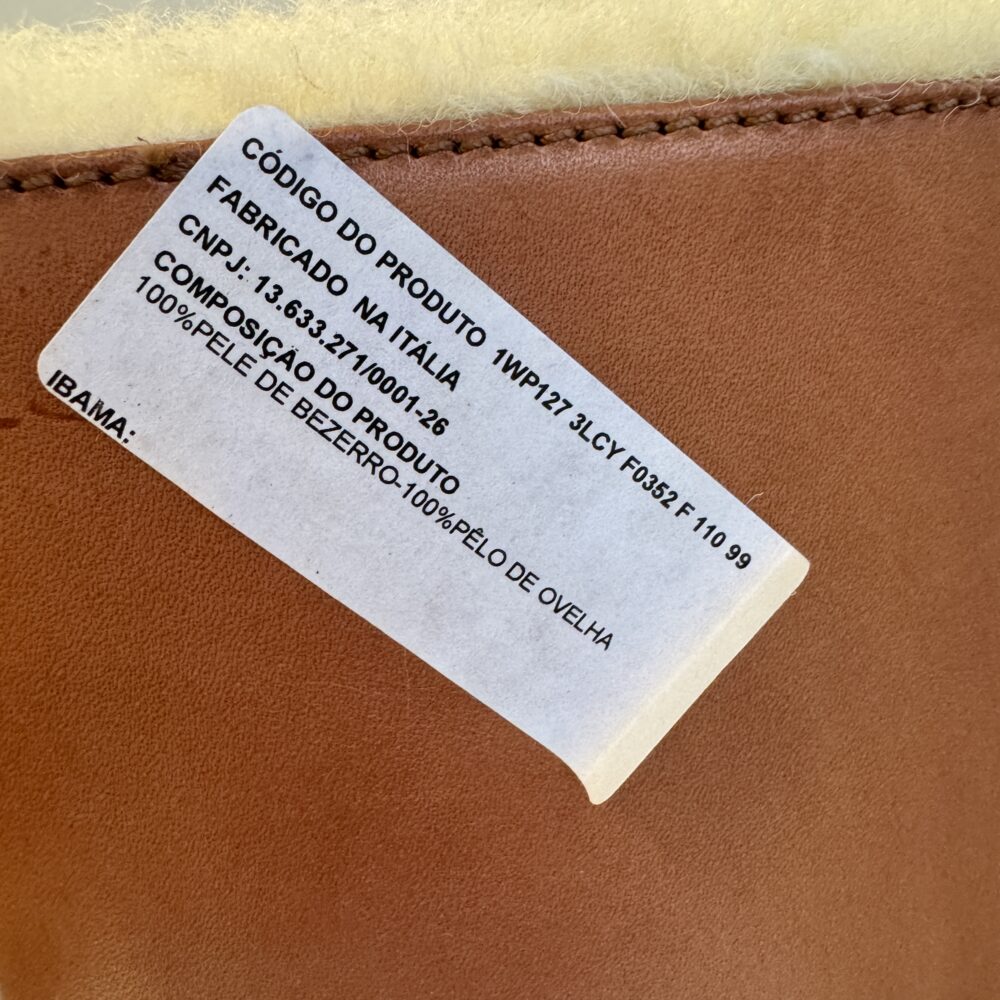 CÓDIGO DO PRODUTO 1WP127 3LCY F0352 F 110 99
FABRICADO NA ITÁLIA
CNPJ: 13.633.271/0001-26
COMPOSIÇÃO DO PRODUTO
100%PELE DE BEZERRO-100%PÊLO DE OVELHA
IBAMA: